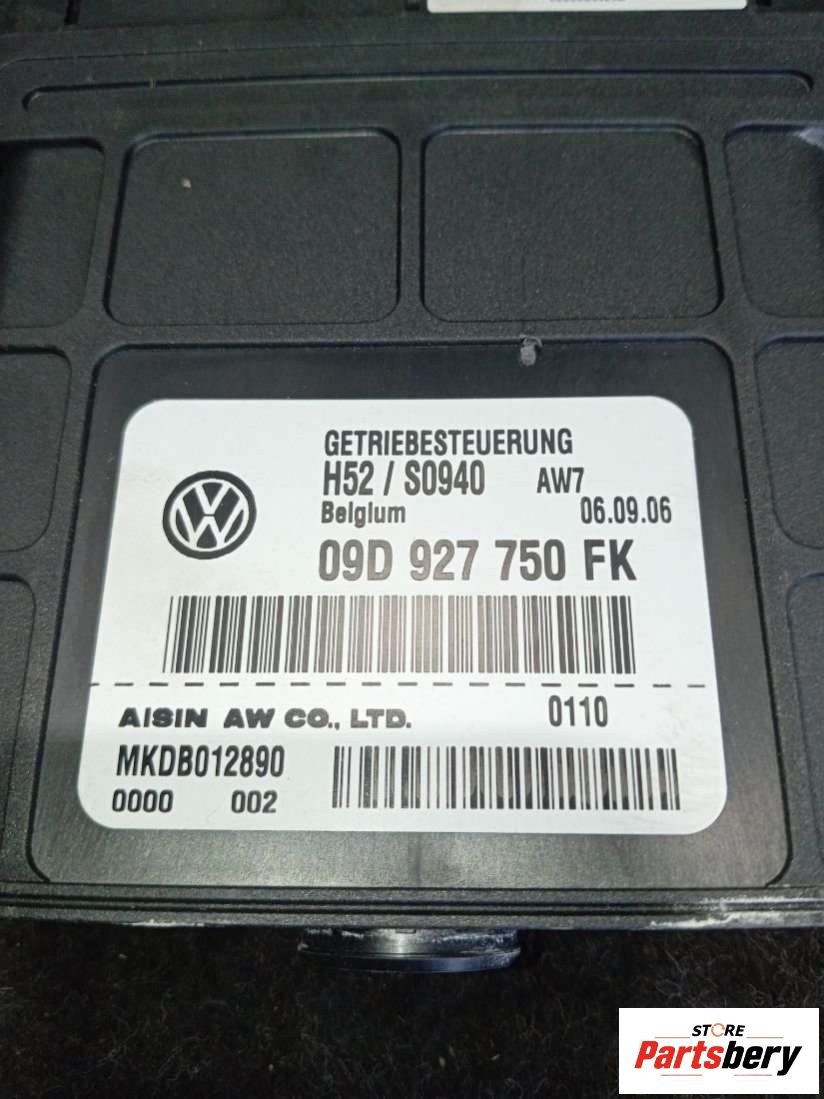 GETRIEBESTEUERUNG
H52 / S0940 AW7
Belgium 06.09.06
09D 927 750 FK
AISIN AW CO., LTD. 0110
MKDB012890
0000 002
STORE
Partsbery